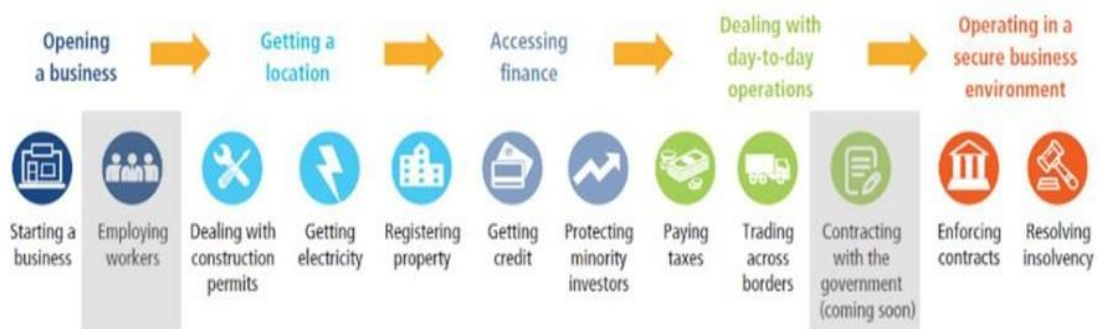 Opening
a business
Getting a
location
Accessing
finance
Dealing with
day-to-day
operations
Operating in a
secure business
environment
Starting a
business
Employing
workers
Dealing with
construction
permits
Getting
electricity
Registering
property
Getting
credit
Protecting
minority
investors
Paying
taxes
Trading
across
borders
Contracting
with the
government
(coming soon)
Enforcing
contracts
Resolving
insolvency